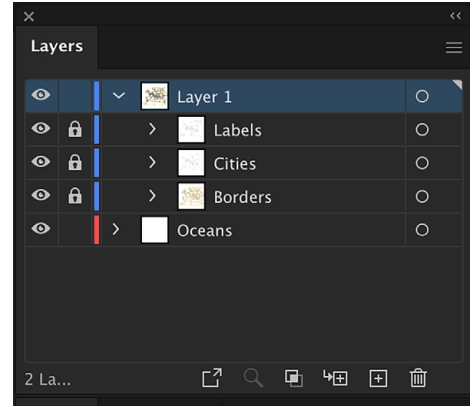 Layers
Layer 1
Labels
Cities
Borders
Oceans
2 La...